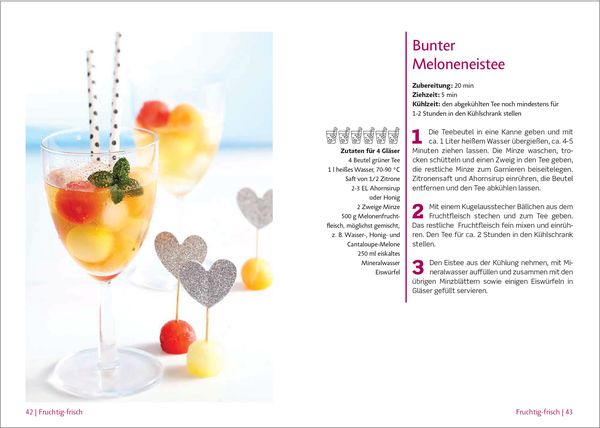 Bunter
Meloneneistee
Zubereitung: 20 min
Ziehzeit: 5 min
Kühlzeit: den abgekühlten Tee noch mindestens für
1-2 Stunden in den Kühlschrank stellen
Zutaten für 4 Gläser
4 Beutel grüner Tee
1 l heißes Wasser, 70-90 °C
Saft von 1/2 Zitrone
2-3 EL Ahornsirup
oder Honig
2 Zweige Minze
500 g Melonenfrucht-
fleisch, möglichst gemischt,
z. B. Wasser-, Honig- und
Cantaloupe-Melone
250 ml eiskaltes
Mineralwasser
Eiswürfel
1 Die Teebeutel in eine Kanne geben und mit
ca. 1 Liter heißem Wasser übergießen, ca. 4-5
Minuten ziehen lassen. Die Minze waschen, tro-
cken schütteln und einen Zweig in den Tee geben,
die restliche Minze zum Garnieren beiseitelegen.
Zitronensaft und Ahornsirup einrühren, die Beutel
entfernen und den Tee abkühlen lassen.
2 Mit einem Kugelausstecher Bällchen aus dem
Fruchtfleisch stechen und zum Tee geben.
Das restliche Fruchtfleisch fein mixen und einrüh-
ren. Den Tee für ca. 2 Stunden in den Kühlschrank
stellen.
3 Den Eistee aus der Kühlung nehmen, mit Mi-
neralwasser auffüllen und zusammen mit den
übrigen Minzblättern sowie einigen Eiswürfeln in
Gläser gefüllt servieren.
42 | Fruchtig-frisch
Fruchtig-frisch | 43